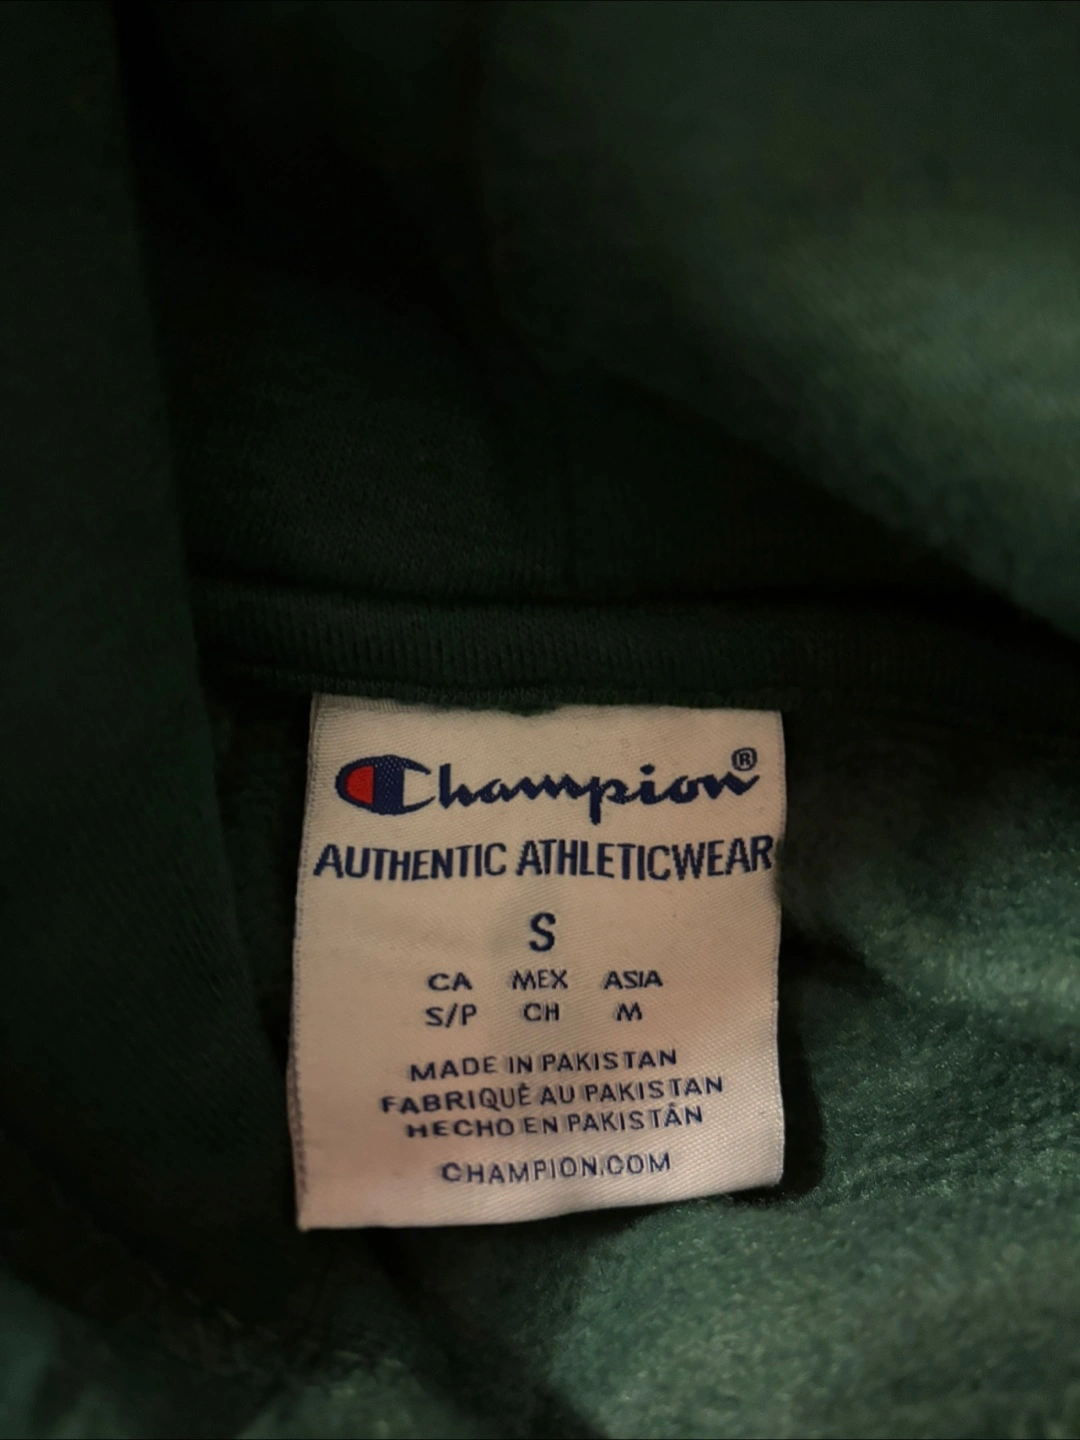 Champion®
AUTHENTIC ATHLETICWEAR
S
CA MEX ASIA
S/P CH M
MADE IN PAKISTAN
FABRIQUÉ AU PAKISTAN
HECHO EN PAKISTÁN
CHAMPION.COM